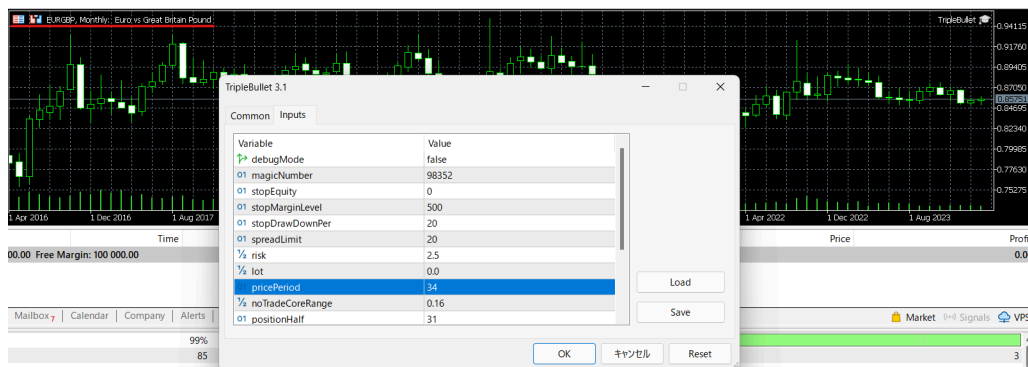 EURGBP, Monthly: Euro vs Great Britain Pound
TripleBullet
0.94115
0.91760
0.89405
0.87050
0.85751
0.84695
0.82340
0.79985
0.77630
0.75275
TripleBullet 3.1
Common Inputs
Variable Value
debugMode false
magicNumber 98352
stopEquity 0
stopMarginLevel 500
stopDrawDownPer 20
spreadLimit 20
risk 2.5
lot 0.0
pricePeriod 34
noTradeCoreRange 0.16
positionHalf 31
Load
Save
OK キャンセル Reset
1 Apr 2016 1 Dec 2016 1 Aug 2017 1 Apr 2022 1 Dec 2022 1 Aug 2023
Time Price Profi
00.00 Free Margin: 100 000.00 0.0
Mailbox 7 Calendar Company Alerts Market Signals VPS
99%
85 3